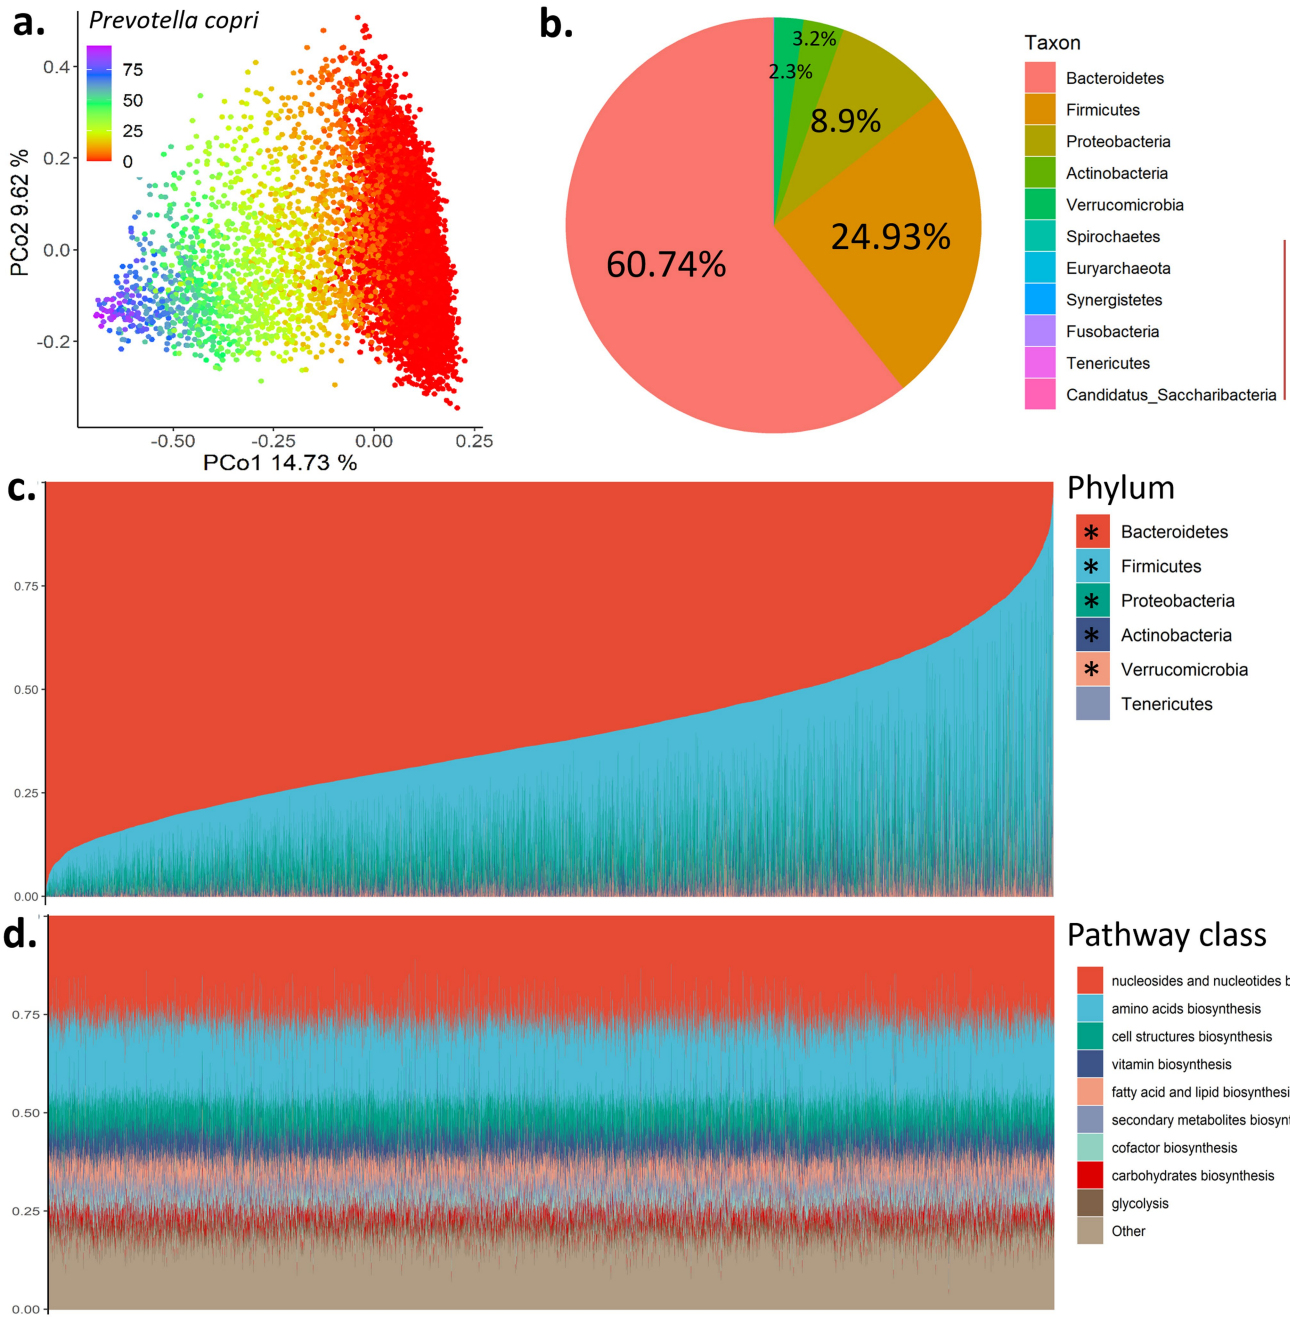 a.
Prevotella copri
75
50
25
0
0.4
0.2
0.0
-0.2
PCo2 9.62 %
-0.50
-0.25
0.00
0.25
PCo1 14.73 %
b.
3.2%
2.3%
8.9%
24.93%
60.74%
Taxon
Bacteroidetes
Firmicutes
Proteobacteria
Actinobacteria
Verrucomicrobia
Spirochaetes
Euryarchaeota
Synergistetes
Fusobacteria
Tenericutes
Candidatus_Saccharibacteria
c.
0.75
0.50
0.25
0.00
Phylum
* Bacteroidetes
* Firmicutes
* Proteobacteria
* Actinobacteria
* Verrucomicrobia
Tenericutes
d.
0.75
0.50
0.25
0.00
Pathway class
nucleosides and nucleotides b
amino acids biosynthesis
cell structures biosynthesis
vitamin biosynthesis
fatty acid and lipid biosynthesi
secondary metabolites biosynt
cofactor biosynthesis
carbohydrates biosynthesis
glycolysis
Other